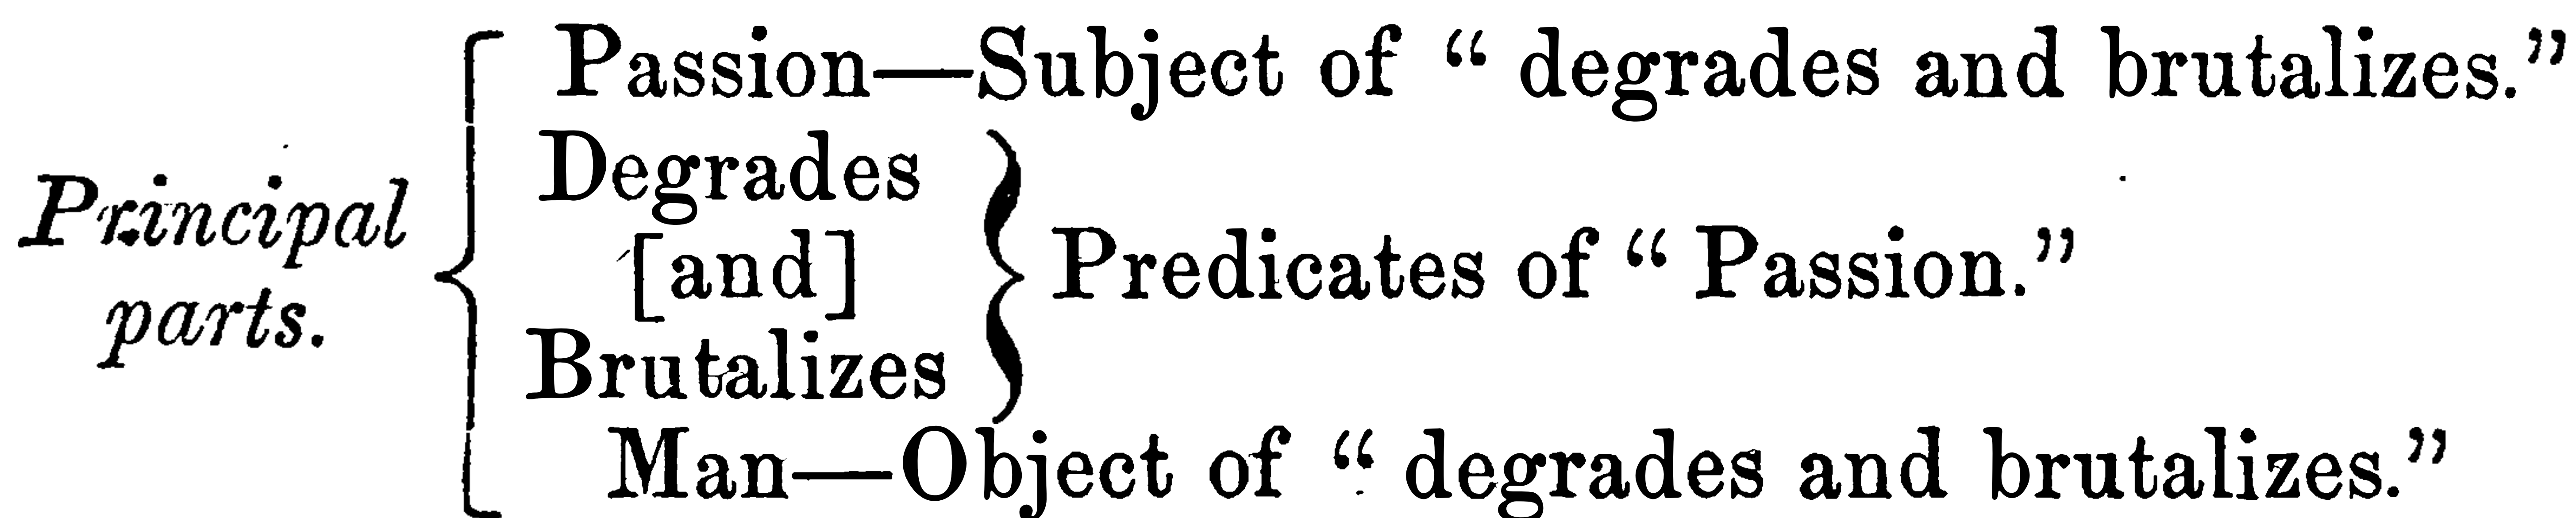 Passion—Subject of “ degrades and brutalizes.”
Degrades
Principal
[and]
Predicates of “ Passion.”
parts.
Brutalizes
Man—Object of “ degrades and brutalizes.”